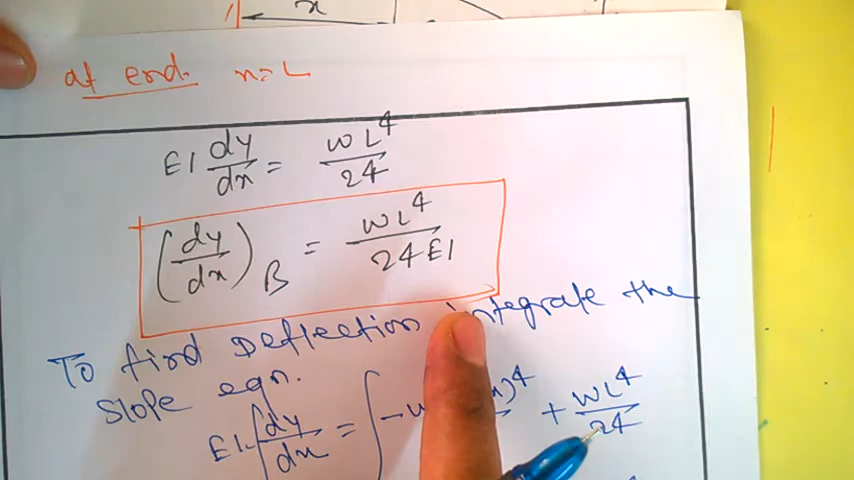 x
at end. x=L
EI dy/dx = WL⁴/24
(dy/dx)B = WL⁴/24EI
To find Deflection integrate the
slope eqn.
EI ∫ dy/dx = ∫ -w x)⁴ + WL⁴/24